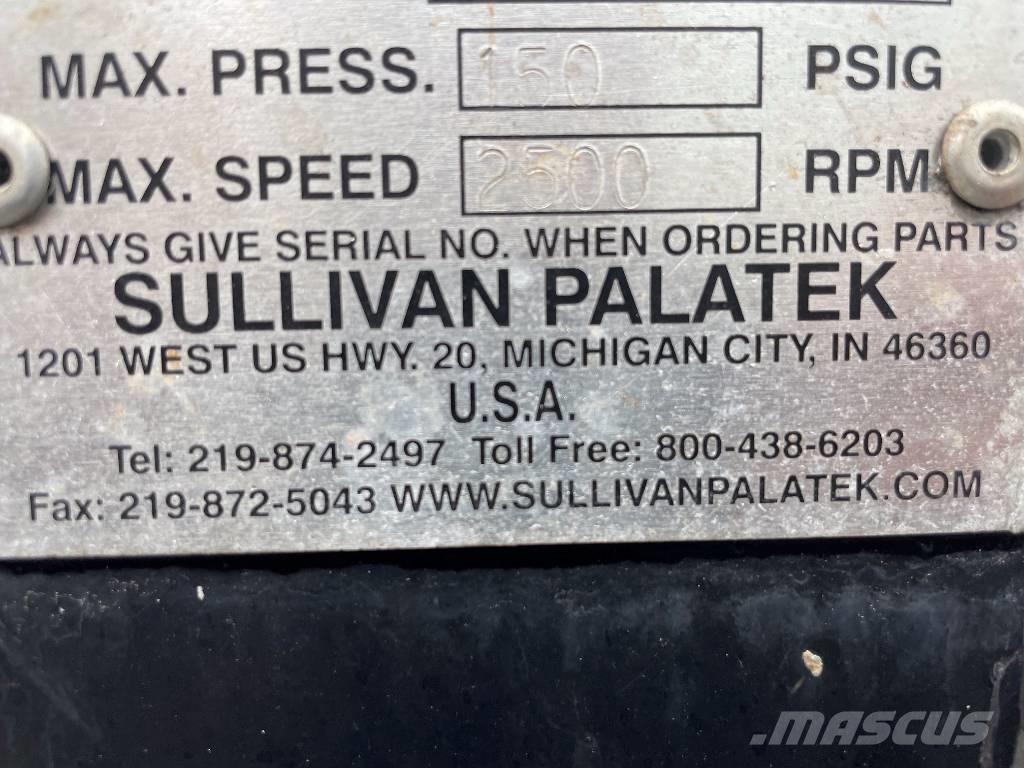 MAX. PRESS. 150 PSIG
MAX. SPEED 2500 RPM
ALWAYS GIVE SERIAL NO. WHEN ORDERING PARTS
SULLIVAN PALATEK
1201 WEST US HWY. 20, MICHIGAN CITY, IN 46360
U.S.A.
Tel: 219-874-2497 Toll Free: 800-438-6203
Fax: 219-872-5043 WWW.SULLIVANPALATEK.COM
MASCUS